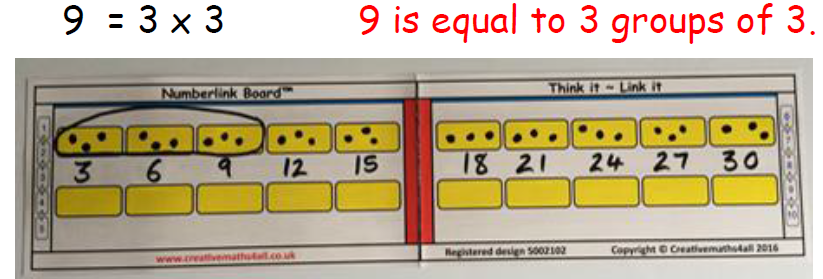 9 = 3 x 3
9 is equal to 3 groups of 3.
Numberlink Board™
Think it ~ Link it
3 6 9 12 15 18 21 24 27 30
www.creativemaths4all.co.uk
Registered design 5002102
Copyright © Creativemaths4all 2016